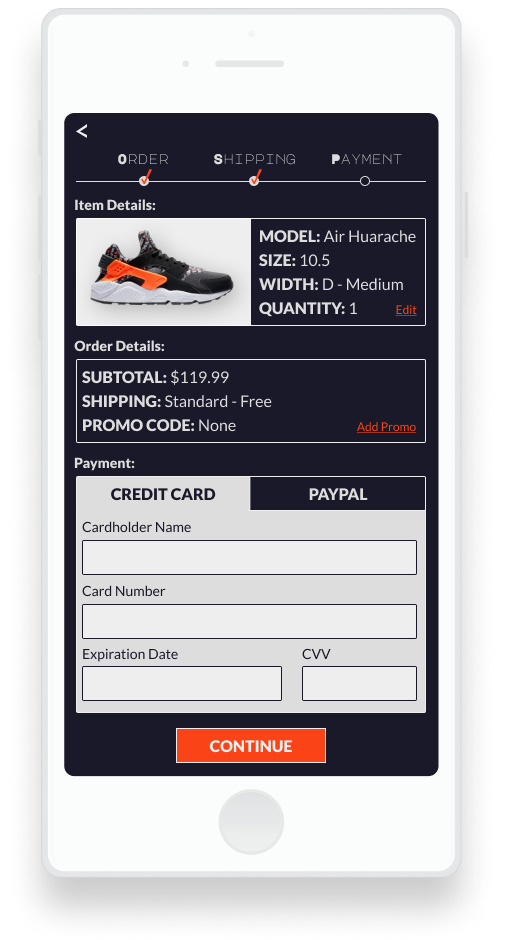 <
ORDER SHIPPING PAYMENT
Item Details:
MODEL: Air Huarache
SIZE: 10.5
WIDTH: D - Medium
QUANTITY: 1 Edit
Order Details:
SUBTOTAL: $119.99
SHIPPING: Standard - Free
PROMO CODE: None Add Promo
Payment:
CREDIT CARD PAYPAL
Cardholder Name
Card Number
Expiration Date CVV
CONTINUE